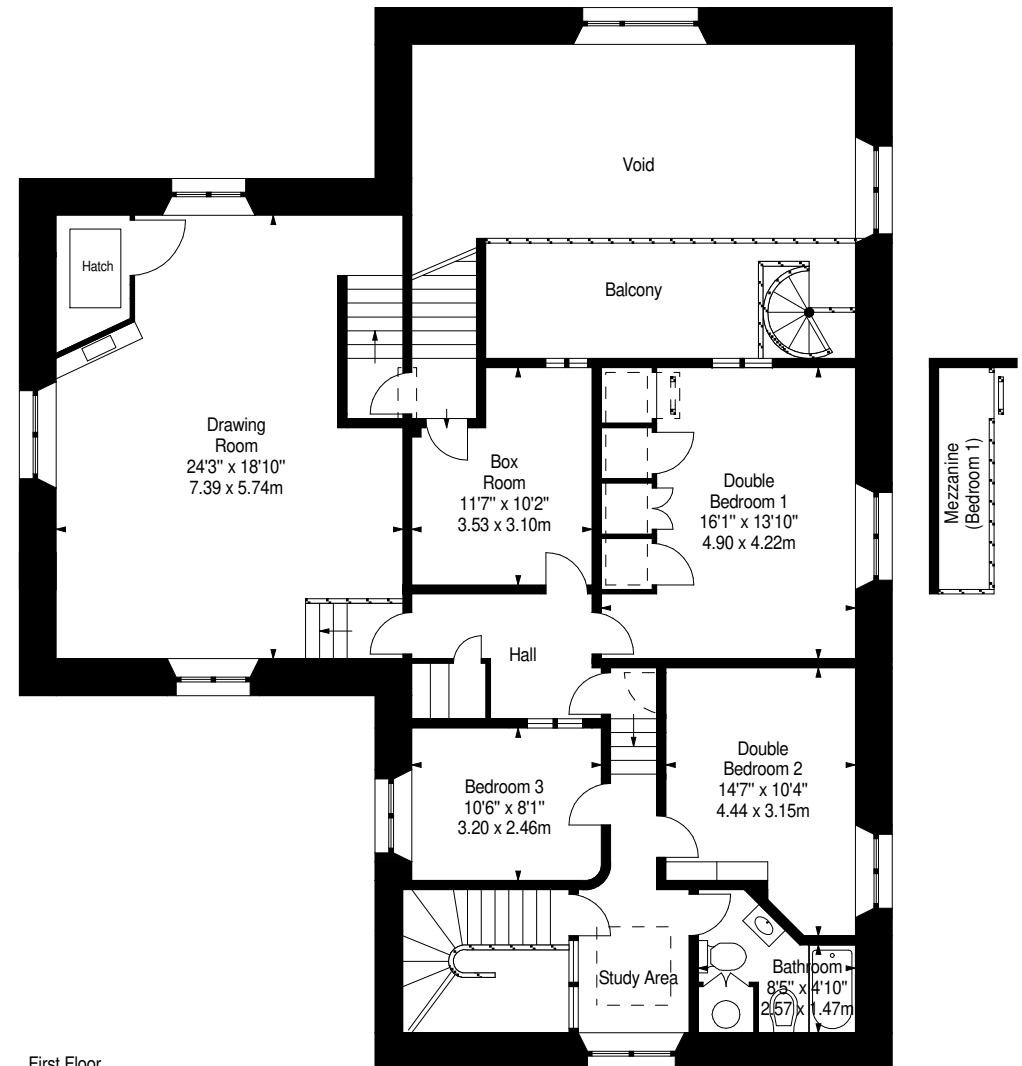 Void
Hatch
Balcony
Drawing
Room
24'3" x 18'10"
7.39 x 5.74m
Box
Room
11'7" x 10'2"
3.53 x 3.10m
Double
Bedroom 1
16'1" x 13'10"
4.90 x 4.22m
Mezzanine
(Bedroom 1)
Hall
Bedroom 3
10'6" x 8'1"
3.20 x 2.46m
Double
Bedroom 2
14'7" x 10'4"
4.44 x 3.15m
Study Area
Bathroom
8'5" x 4'10"
2.57 x 1.47m
First Floor